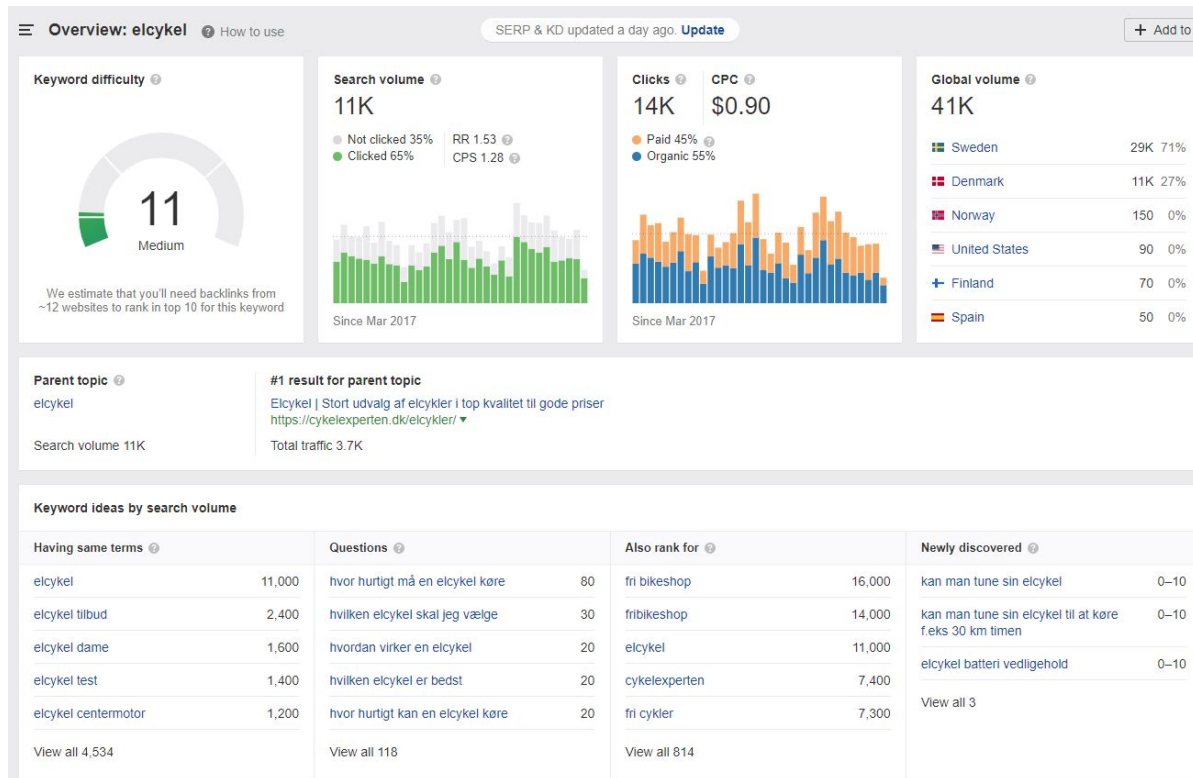 Overview: elcykel
How to use
SERP & KD updated a day ago. Update
+ Add to
Keyword difficulty
11
Medium
We estimate that you'll need backlinks from
~12 websites to rank in top 10 for this keyword
Search volume
11K
Not clicked 35%
Clicked 65%
RR 1.53
CPS 1.28
Since Mar 2017
Clicks
14K
CPC
$0.90
Paid 45%
Organic 55%
Since Mar 2017
Global volume
41K
Sweden 29K 71%
Denmark 11K 27%
Norway 150 0%
United States 90 0%
Finland 70 0%
Spain 50 0%
Parent topic
elcykel
Search volume 11K
#1 result for parent topic
Elcykel | Stort udvalg af elcykler i top kvalitet til gode priser
https://cykelexperten.dk/elcykler/
Total traffic 3.7K
Keyword ideas by search volume
Having same terms
elcykel 11,000
elcykel tilbud 2,400
elcykel dame 1,600
elcykel test 1,400
elcykel centermotor 1,200
View all 4,534
Questions
hvor hurtigt må en elcykel køre 80
hvilken elcykel skal jeg vælge 30
hvordan virker en elcykel 20
hvilken elcykel er bedst 20
hvor hurtigt kan en elcykel køre 20
View all 118
Also rank for
fri bikeshop 16,000
fribikeshop 14,000
elcykel 11,000
cykelexperten 7,400
fri cykler 7,300
View all 814
Newly discovered
kan man tune sin elcykel 0–10
kan man tune sin elcykel til at køre 0–10
f.eks 30 km timen
elcykel batteri vedligehold 0–10
View all 3